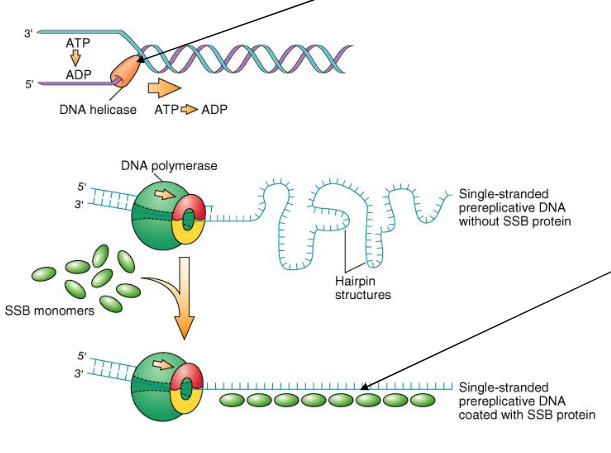 3'
ATP
ADP
5'
DNA helicase
ATP ADP
DNA polymerase
5'
3'
Single-stranded
prereplicative DNA
without SSB protein
Hairpin
structures
SSB monomers
5'
3'
Single-stranded
prereplicative DNA
coated with SSB protein